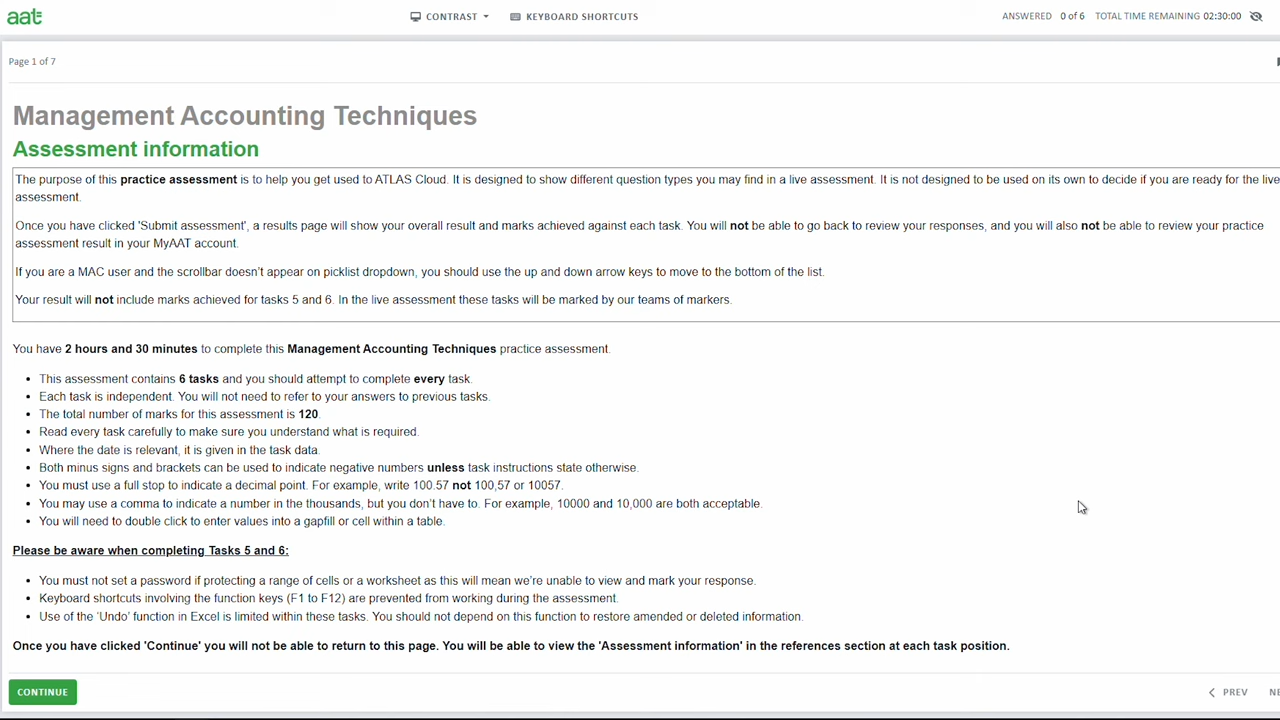 aat
CONTRAST
KEYBOARD SHORTCUTS
ANSWERED 0 of 6 TOTAL TIME REMAINING 02:30:00
Page 1 of 7
Management Accounting Techniques
Assessment information
The purpose of this practice assessment is to help you get used to ATLAS Cloud. It is designed to show different question types you may find in a live assessment. It is not designed to be used on its own to decide if you are ready for the live
assessment.
Once you have clicked 'Submit assessment', a results page will show your overall result and marks achieved against each task. You will not be able to go back to review your responses, and you will also not be able to review your practice
assessment result in your MyAAT account.
If you are a MAC user and the scrollbar doesn't appear on picklist dropdown, you should use the up and down arrow keys to move to the bottom of the list.
Your result will not include marks achieved for tasks 5 and 6. In the live assessment these tasks will be marked by our teams of markers.
You have 2 hours and 30 minutes to complete this Management Accounting Techniques practice assessment.
• This assessment contains 6 tasks and you should attempt to complete every task.
• Each task is independent. You will not need to refer to your answers to previous tasks.
• The total number of marks for this assessment is 120.
• Read every task carefully to make sure you understand what is required.
• Where the date is relevant, it is given in the task data.
• Both minus signs and brackets can be used to indicate negative numbers unless task instructions state otherwise.
• You must use a full stop to indicate a decimal point. For example, write 100.57 not 100,57 or 10057.
• You may use a comma to indicate a number in the thousands, but you don't have to. For example, 10000 and 10,000 are both acceptable.
• You will need to double click to enter values into a gapfill or cell within a table.
Please be aware when completing Tasks 5 and 6:
• You must not set a password if protecting a range of cells or a worksheet as this will mean we're unable to view and mark your response.
• Keyboard shortcuts involving the function keys (F1 to F12) are prevented from working during the assessment.
• Use of the 'Undo' function in Excel is limited within these tasks. You should not depend on this function to restore amended or deleted information.
Once you have clicked 'Continue' you will not be able to return to this page. You will be able to view the 'Assessment information' in the references section at each task position.
CONTINUE
PREV
NE